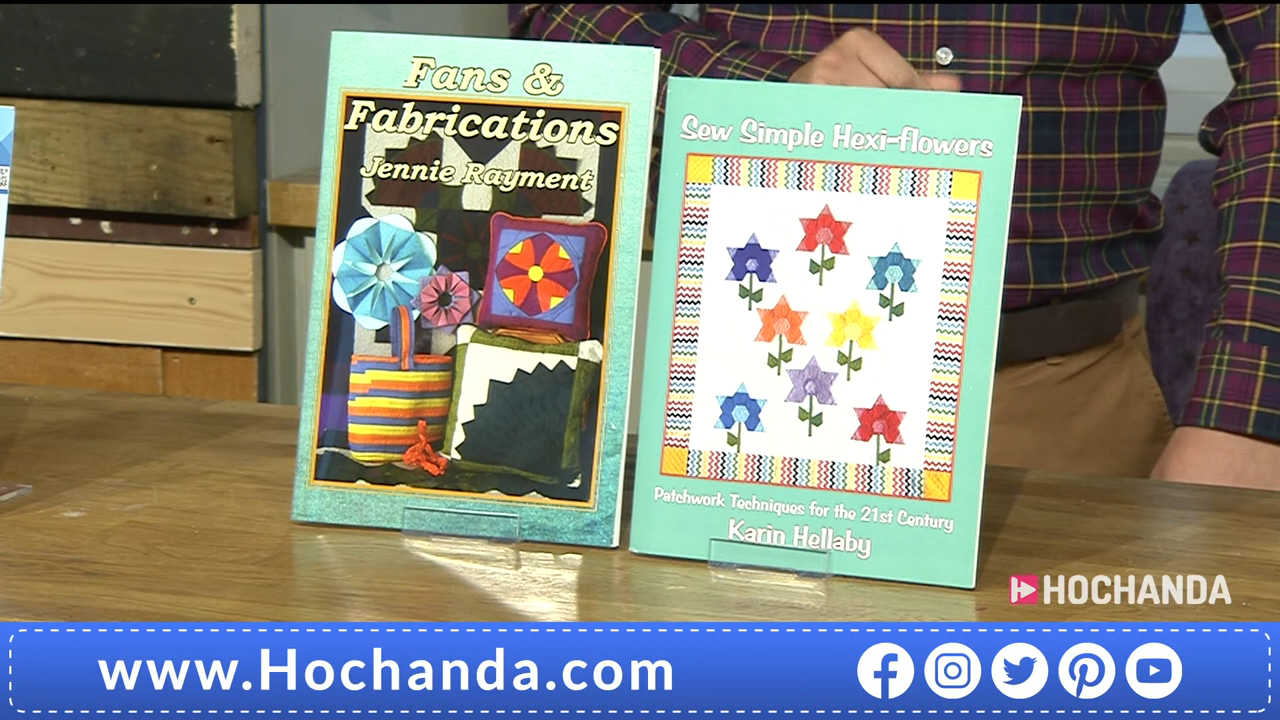 Fans &
Fabrications
Jennie Rayment
Sew Simple Hexi-flowers
Patchwork Techniques for the 21st Century
Karin Hellaby
HOCHANDA
www.Hochanda.com